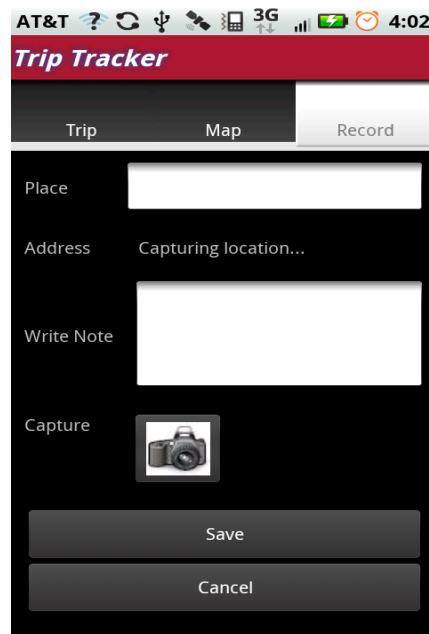 AT&T 3G 4:02
Trip Tracker
Trip Map Record
Place
Address Capturing location...
Write Note
Capture
Save
Cancel